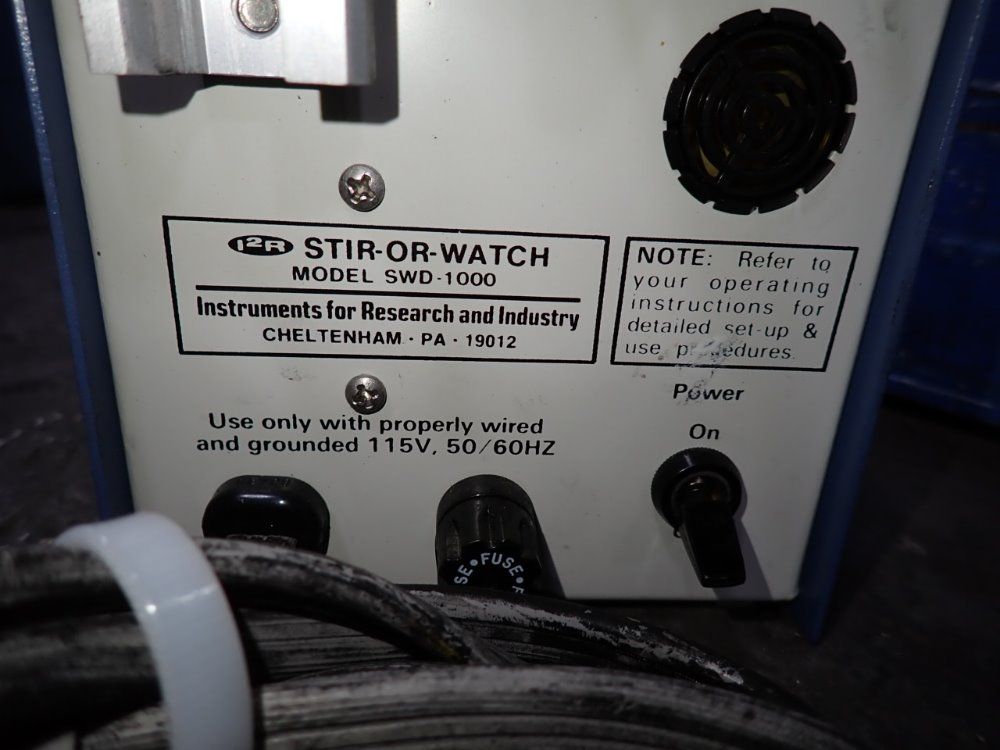 I²R STIR-OR-WATCH
MODEL SWD-1000
Instruments for Research and Industry
CHELTENHAM · PA · 19012
NOTE: Refer to
your operating
instructions for
detailed set-up &
use procedures.
Power
On
Use only with properly wired
and grounded 115V, 50/60HZ
SE•FUSE•F